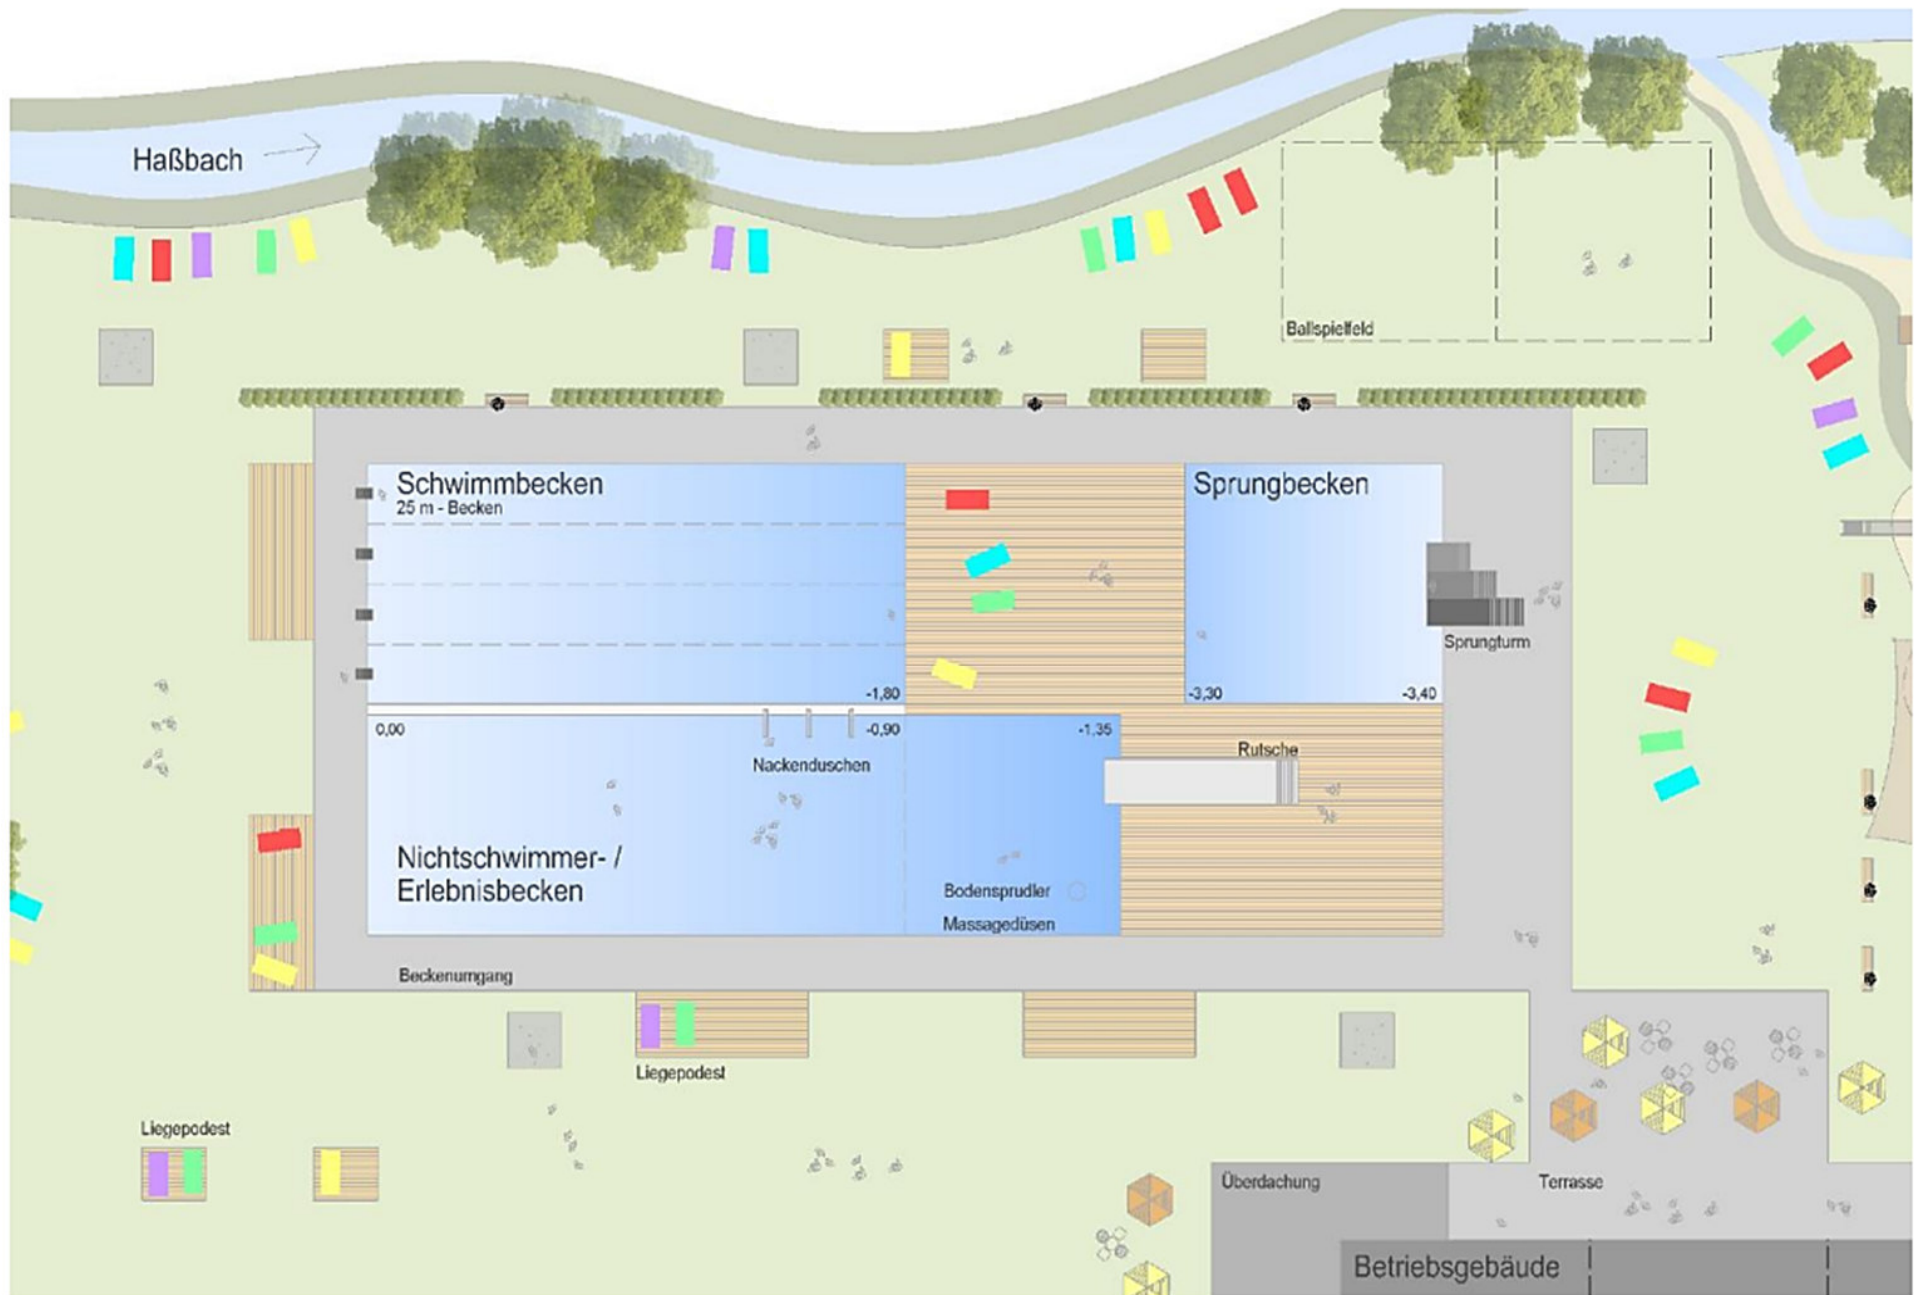 Haßbach
Ballspielfeld
Schwimmbecken
25 m - Becken
Sprungbecken
Sprungturm
-1,80
-3,30
-3,40
0,00
-0,90
-1,35
Nackenduschen
Rutsche
Nichtschwimmer- /
Erlebnisbecken
Bodensprudler
Massagedüsen
Beckenumgang
Liegepodest
Liegepodest
Überdachung
Terrasse
Betriebsgebäude